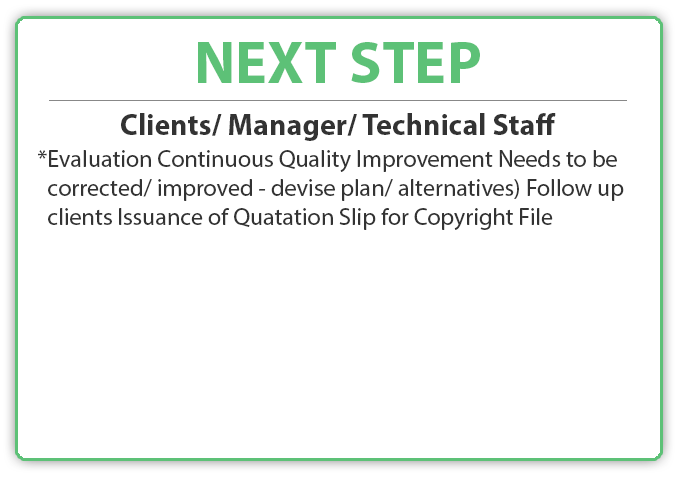 NEXT STEP
Clients/ Manager/ Technical Staff
*Evaluation Continuous Quality Improvement Needs to be
corrected/ improved - devise plan/ alternatives) Follow up
clients Issuance of Quatation Slip for Copyright File